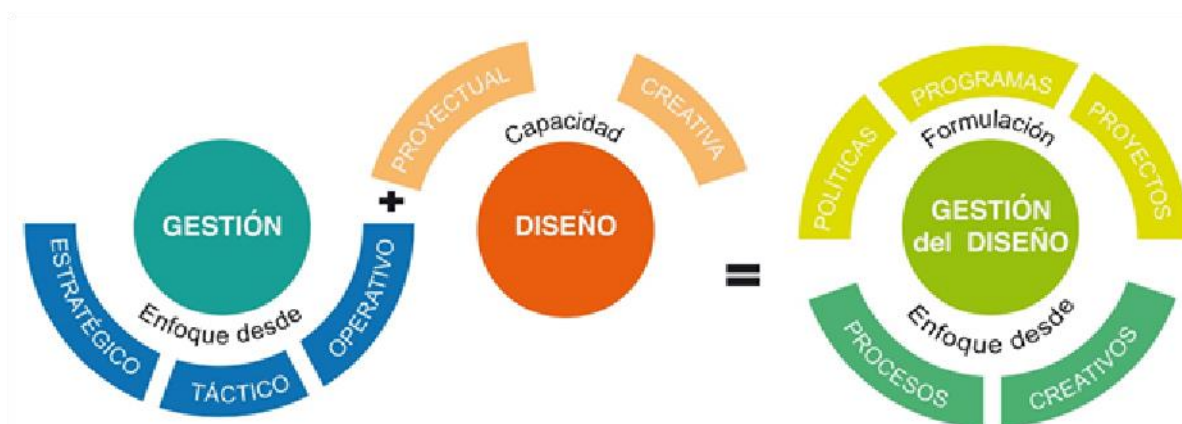 GESTIÓN
Enfoque desde
ESTRATÉGICO
TÁCTICO
OPERATIVO
+
PROYECTUAL
Capacidad
CREATIVA
DISEÑO
=
POLÍTICAS
PROGRAMAS
PROYECTOS
Formulación
GESTIÓN
del DISEÑO
Enfoque desde
PROCESOS
CREATIVOS